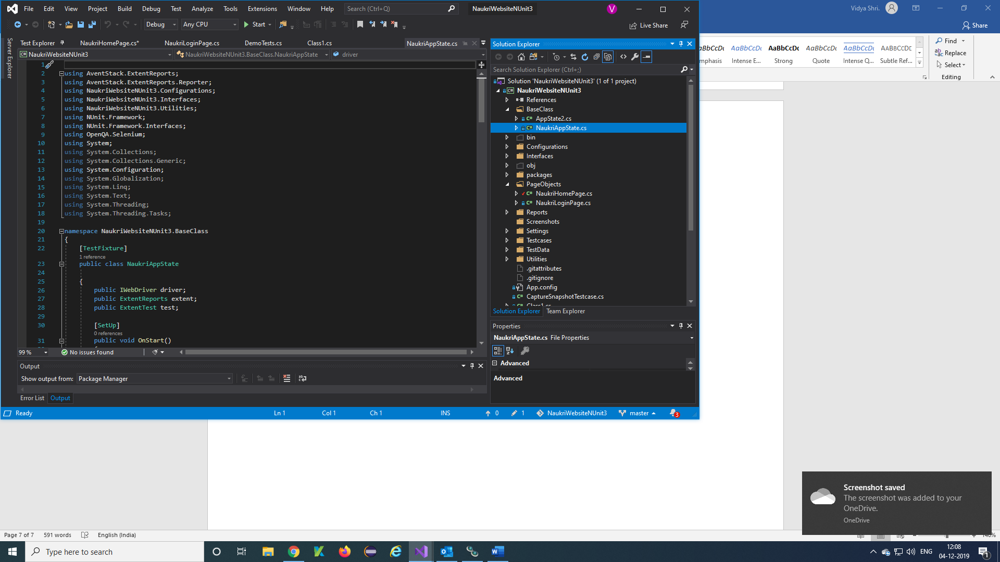 File Edit View Project Build Debug Test Analyze Tools Extensions Window Help Search (Ctrl+Q) NaukriWebsiteNUnit3 V
Vidya Shri.
Debug Any CPU Start Live Share
Share
Server Explorer
Test Explorer NaukriHomePage.cs* NaukriLoginPage.cs DemoTests.cs Class1.cs NaukriAppState.cs
NaukriWebsiteNUnit3 NaukriWebsiteNUnit3.BaseClass.NaukriAppState driver
1
2 using AventStack.ExtentReports;
3 using AventStack.ExtentReports.Reporter;
4 using NaukriWebsiteNUnit3.Configurations;
5 using NaukriWebsiteNUnit3.Interfaces;
6 using NaukriWebsiteNUnit3.Utilities;
7 using NUnit.Framework;
8 using NUnit.Framework.Interfaces;
9 using OpenQA.Selenium;
10 using System;
11 using System.Collections;
12 using System.Collections.Generic;
13 using System.Configuration;
14 using System.Globalization;
15 using System.Linq;
16 using System.Text;
17 using System.Threading;
18 using System.Threading.Tasks;
19
20 namespace NaukriWebsiteNUnit3.BaseClass
21 {
22 [TestFixture]
1 reference
23 public class NaukriAppState
24
25 {
26 public IWebDriver driver;
27 public ExtentReports extent;
28 public ExtentTest test;
29
30 [SetUp]
0 references
31 public void OnStart()
99 % No issues found
Output
Show output from: Package Manager
Error List Output
Solution Explorer
Search Solution Explorer (Ctrl+;)
Solution 'NaukriWebsiteNUnit3' (1 of 1 project)
NaukriWebsiteNUnit3
References
BaseClass
AppState2.cs
NaukriAppState.cs
bin
Configurations
Interfaces
obj
packages
PageObjects
NaukriHomePage.cs
NaukriLoginPage.cs
Reports
Screenshots
Settings
Testcases
TestData
Utilities
.gitattributes
.gitignore
App.config
CaptureSnapshotTestcase.cs
Class1.cs
Solution Explorer Team Explorer
Properties
NaukriAppState.cs File Properties
Advanced
Advanced
Ready Ln 1 Col 1 Ch 1 INS 0 1 NaukriWebsiteNUnit3 master 3
AaBbCcDc AaBbCcDc AaBbCcDc AaBbCcDc AABBCCDE
mphasis Intense E... Strong Quote Intense Q... Subtle Ref...
Find
Replace
Select
Editing
Screenshot saved
The screenshot was added to your
OneDrive.
OneDrive
Page 7 of 7 591 words English (India) 140%
Type here to search
ENG
12:08
04-12-2019
1